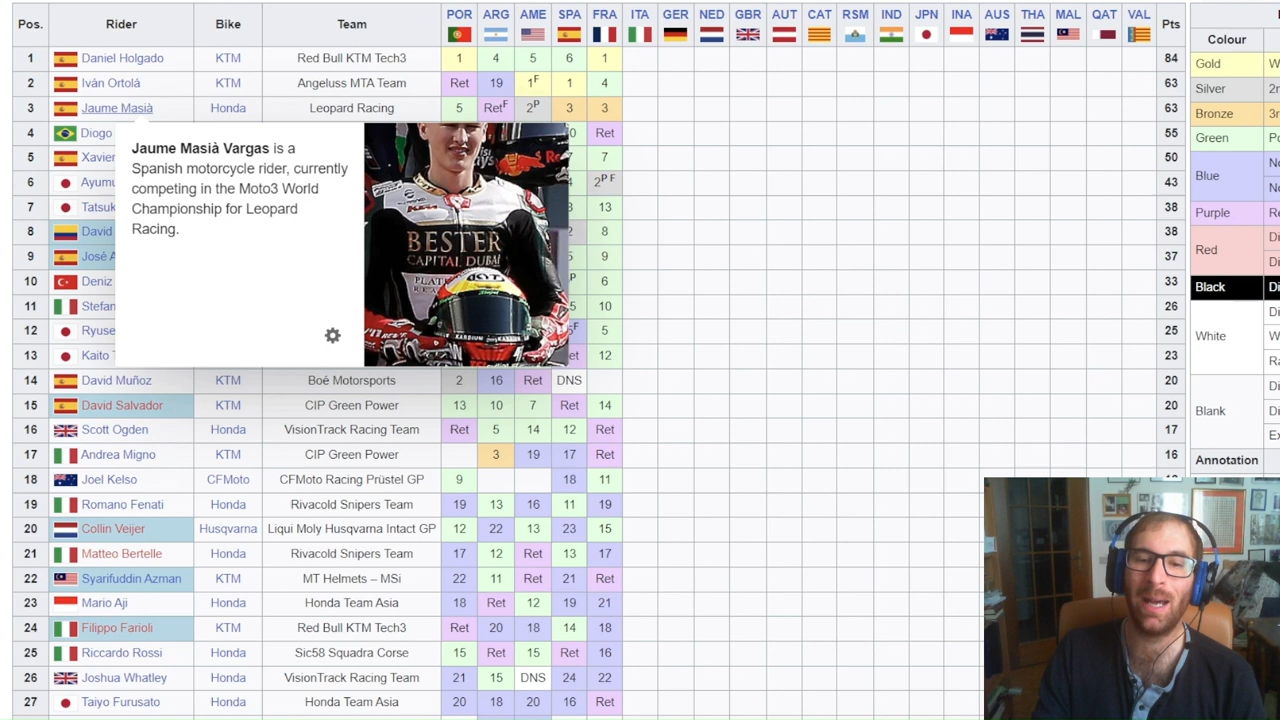 Pos. Rider Bike Team POR ARG AME SPA FRA ITA GER NED GBR AUT CAT RSM IND JPN INA AUS THA MAL QAT VAL Pts
Colour
1 Daniel Holgado KTM Red Bull KTM Tech3 1 4 5 6 1 84 Gold
2 Iván Ortolá KTM Angeluss MTA Team Ret 19 1F 1 4 63 Silver
3 Jaume Masià Honda Leopard Racing 5 RetF 2P 3 3 63 Bronze
4 Diogo Ret 55 Green
5 Xavier 7 50
6 Ayumu 2P F 43 Blue
7 Tatsuk 13 38 Purple
8 David 8 38
9 José 9 37 Red
10 Deniz 6 33 Black
11 Stefan 10 26
12 Ryuse 5 25 White
13 Kaito 12 23
Jaume Masià Vargas is a
Spanish motorcycle rider, currently
competing in the Moto3 World
Championship for Leopard
Racing.
BESTER
CAPITAL DUBAI
14 David Muñoz KTM Boé Motorsports 2 16 Ret DNS 20
15 David Salvador KTM CIP Green Power 13 10 7 Ret 14 20 Blank
16 Scott Ogden Honda VisionTrack Racing Team Ret 5 14 12 Ret 17
17 Andrea Migno KTM CIP Green Power 3 19 17 Ret 16 Annotation
18 Joel Kelso CFMoto CFMoto Racing Prüstel GP 9 18 11
19 Romano Fenati Honda Rivacold Snipers Team 19 13 16 11 19
20 Collin Veijer Husqvarna Liqui Moly Husqvarna Intact GP 12 22 13 23 15
21 Matteo Bertelle Honda Rivacold Snipers Team 17 12 Ret 13 17
22 Syarifuddin Azman KTM MT Helmets – MSi 22 11 Ret 21 Ret
23 Mario Aji Honda Honda Team Asia 18 Ret 12 19 21
24 Filippo Farioli KTM Red Bull KTM Tech3 Ret 20 18 14 18
25 Riccardo Rossi Honda Sic58 Squadra Corse 15 Ret 15 Ret 16
26 Joshua Whatley Honda VisionTrack Racing Team 21 15 DNS 24 22
27 Taiyo Furusato Honda Honda Team Asia 20 18 20 16 Ret